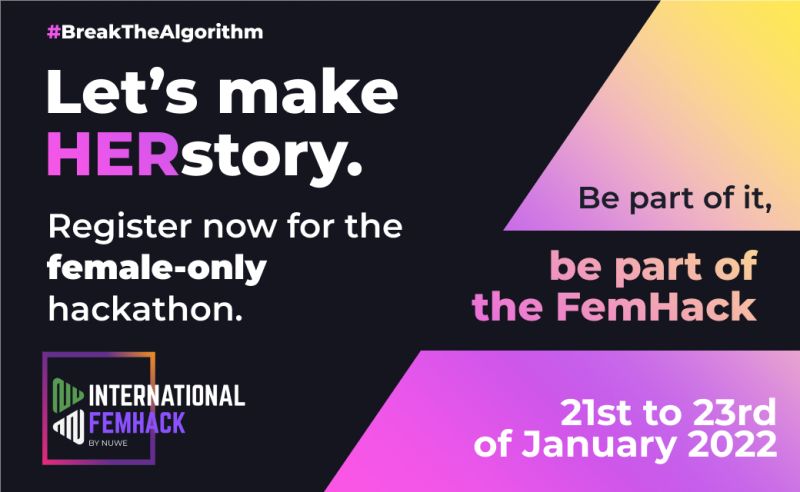 #BreakTheAlgorithm
Let's make
HERstory.
Register now for the
female-only
hackathon.
INTERNATIONAL
FEMHACK
BY NUWE
Be part of it,
be part of
the FemHack
21st to 23rd
of January 2022